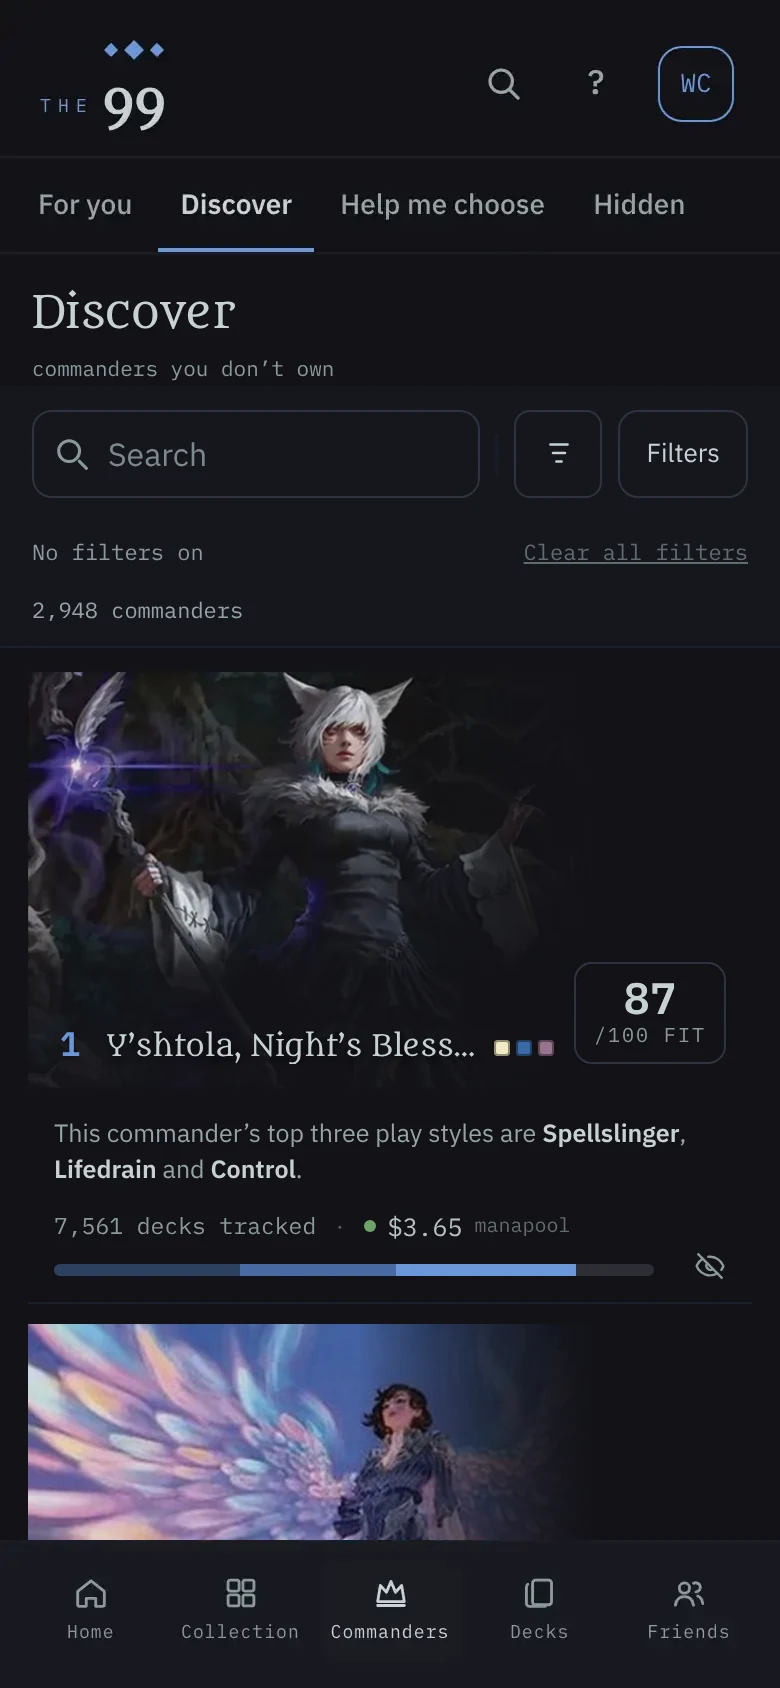 THE 99
?
WC
For you
Discover
Help me choose
Hidden
Discover
commanders you don’t own
Search
Filters
No filters on
Clear all filters
2,948 commanders
1 Y’shtola, Night’s Bless...
87
/100 FIT
This commander’s top three play styles are Spellslinger,
Lifedrain and Control.
7,561 decks tracked · $3.65 manapool
Home
Collection
Commanders
Decks
Friends